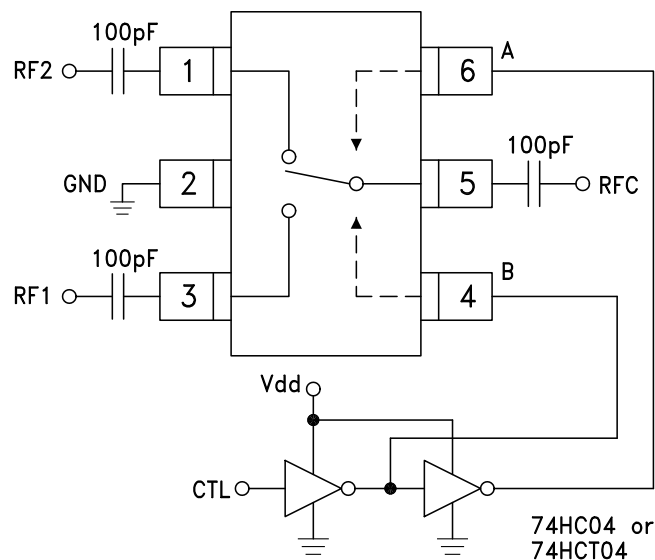 100pF
RF2
1
6
A
GND
2
5
100pF
RFC
100pF
RF1
3
4
B
Vdd
CTL
74HC04 or
74HCT04